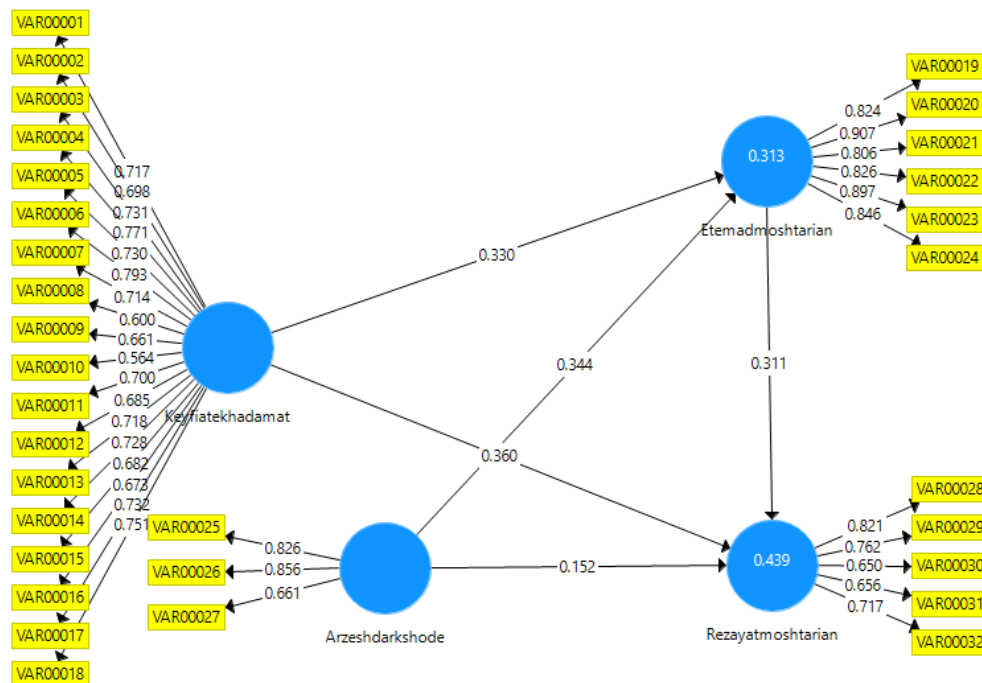 VAR00001
VAR00002
VAR00003
VAR00004
VAR00005
VAR00006
VAR00007
VAR00008
VAR00009
VAR00010
VAR00011
VAR00012
VAR00013
VAR00014
VAR00015
VAR00016
VAR00017
VAR00018
0.717
0.698
0.731
0.771
0.730
0.793
0.714
0.600
0.661
0.564
0.700
0.685
0.718
0.728
0.682
0.673
0.732
0.751
Keyfiatekhadamat
0.330
0.344
0.360
0.311
0.152
0.313
Etemadmoshtarian
0.824
0.907
0.806
0.826
0.897
0.846
VAR00019
VAR00020
VAR00021
VAR00022
VAR00023
VAR00024
VAR00025
VAR00026
VAR00027
0.826
0.856
0.661
Arzeshdarkshode
0.439
Rezayatmoshtarian
0.821
0.762
0.650
0.656
0.717
VAR00028
VAR00029
VAR00030
VAR00031
VAR00032